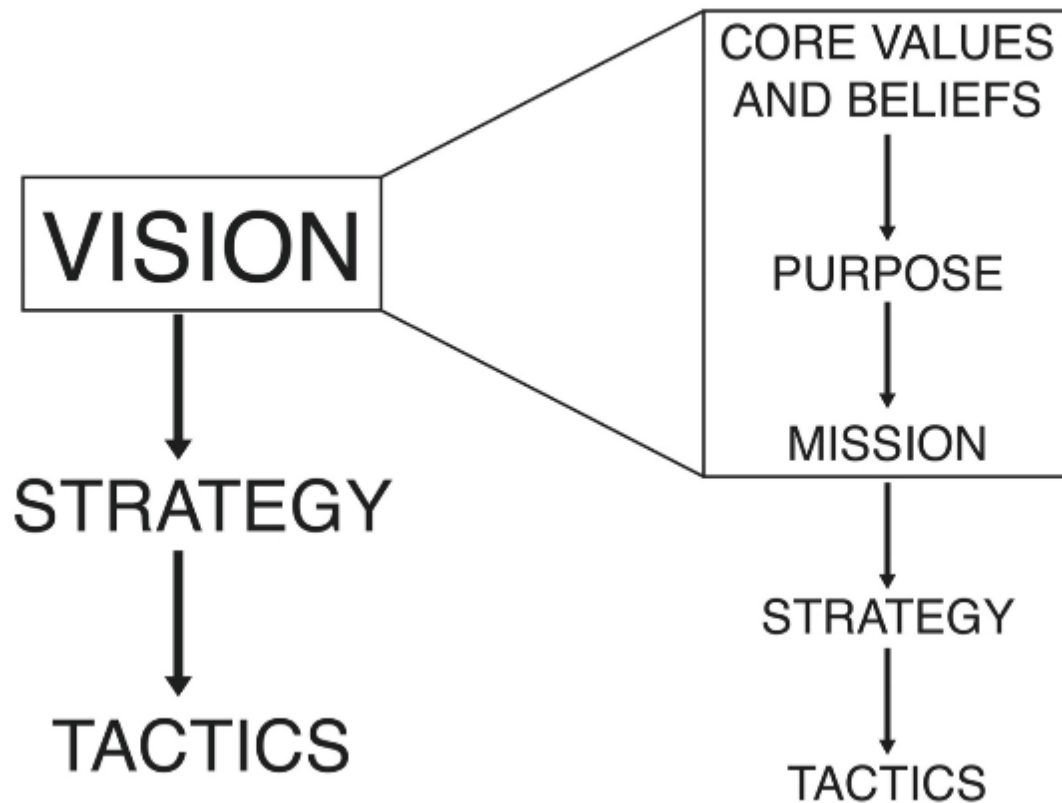 VISION
STRATEGY
TACTICS
CORE VALUES
AND BELIEFS
PURPOSE
MISSION
STRATEGY
TACTICS